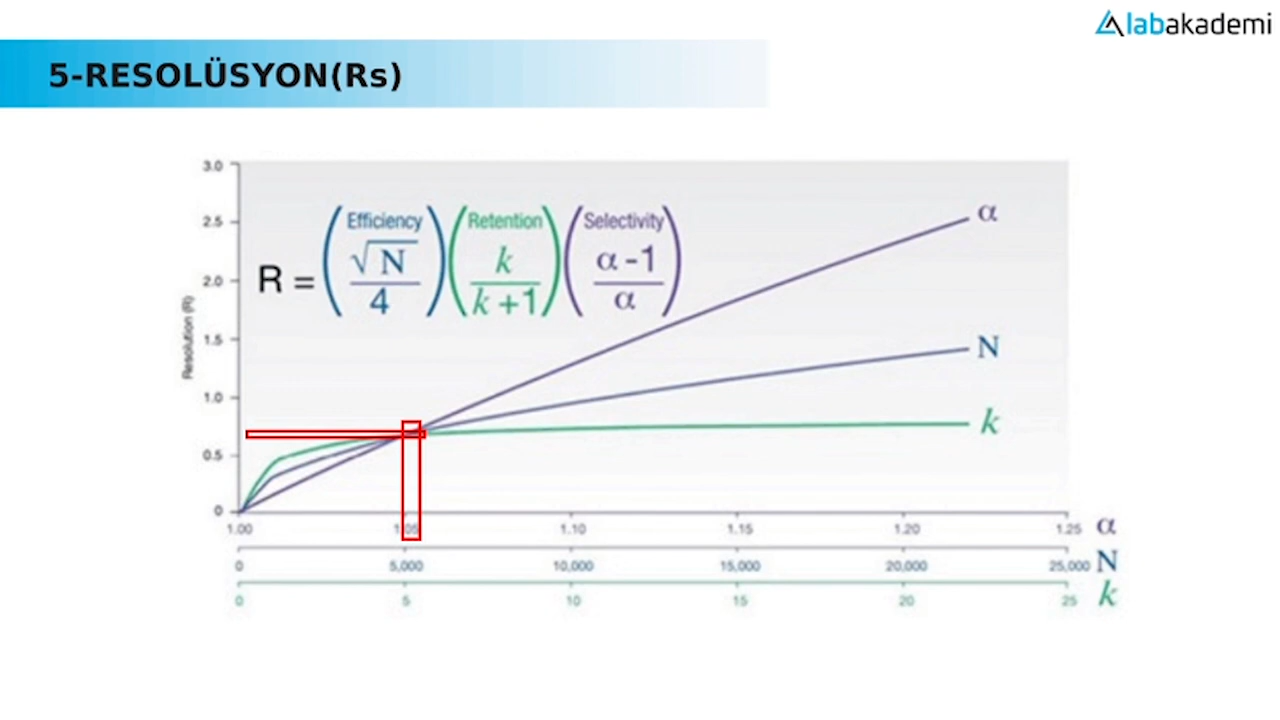 labakademi
5-RESOLÜSYON(Rs)
3.0
2.5
2.0
1.5
1.0
0.5
0
Resolution (R)
R = (Efficiency √N / 4) (Retention k / k +1) (Selectivity α -1 / α)
α
N
k
1.00 1.05 1.10 1.15 1.20 1.25 α
0 5,000 10,000 15,000 20,000 25,000 N
0 5 10 15 20 25 k